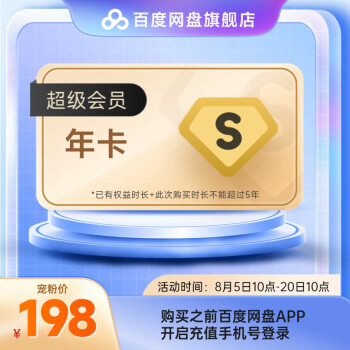 百度网盘旗舰店
超级会员
年卡
S
*已有权益时长+此次购买时长不能超过5年
宠粉价
¥198
活动时间：8月5日10点-20日10点
购买之前百度网盘APP
开启充值手机号登录